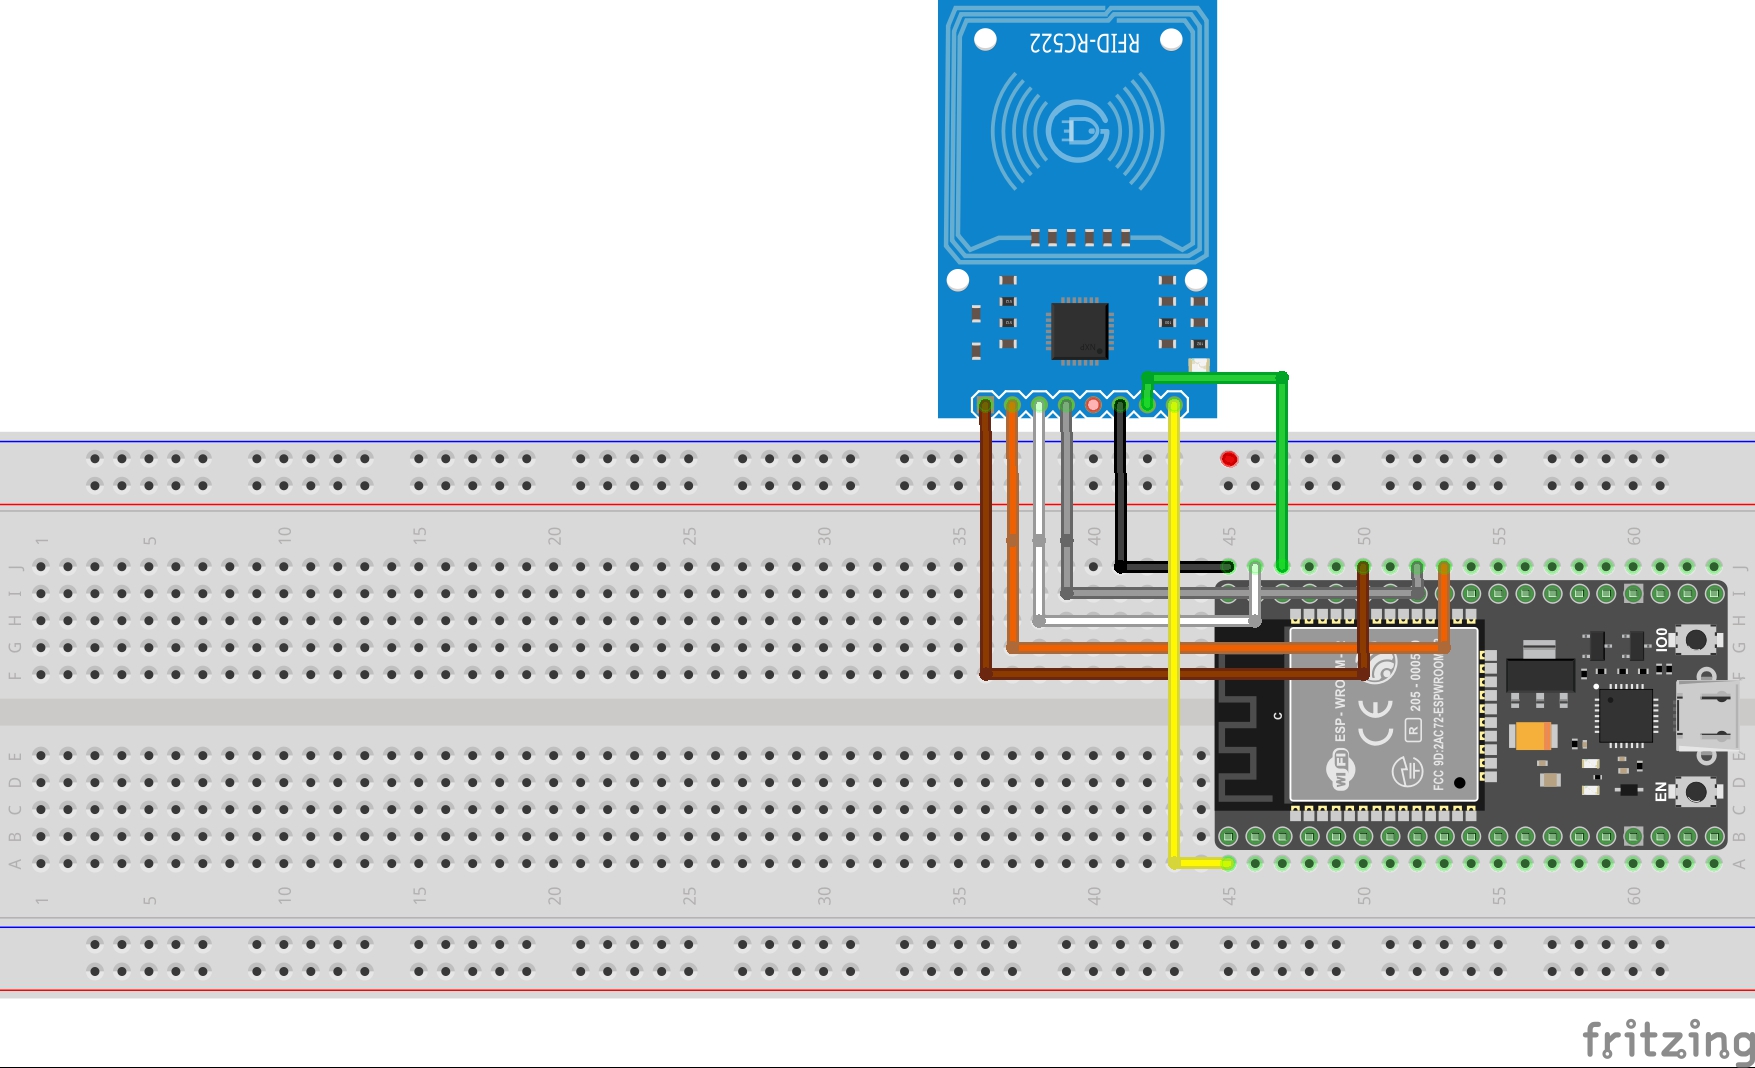 RFID-RC522
1 5 10 15 20 25 30 35 40 45 50 55 60
J J
I I
H H
G G
F F
IO0
ESP - WROOM-
205 - 0005
R
FCC 9D:2AC72-ESPWROOM
CE
WiFi
C
E E
D D
C C
B B
A A
EN
1 5 10 15 20 25 30 35 40 45 50 55 60
fritzing